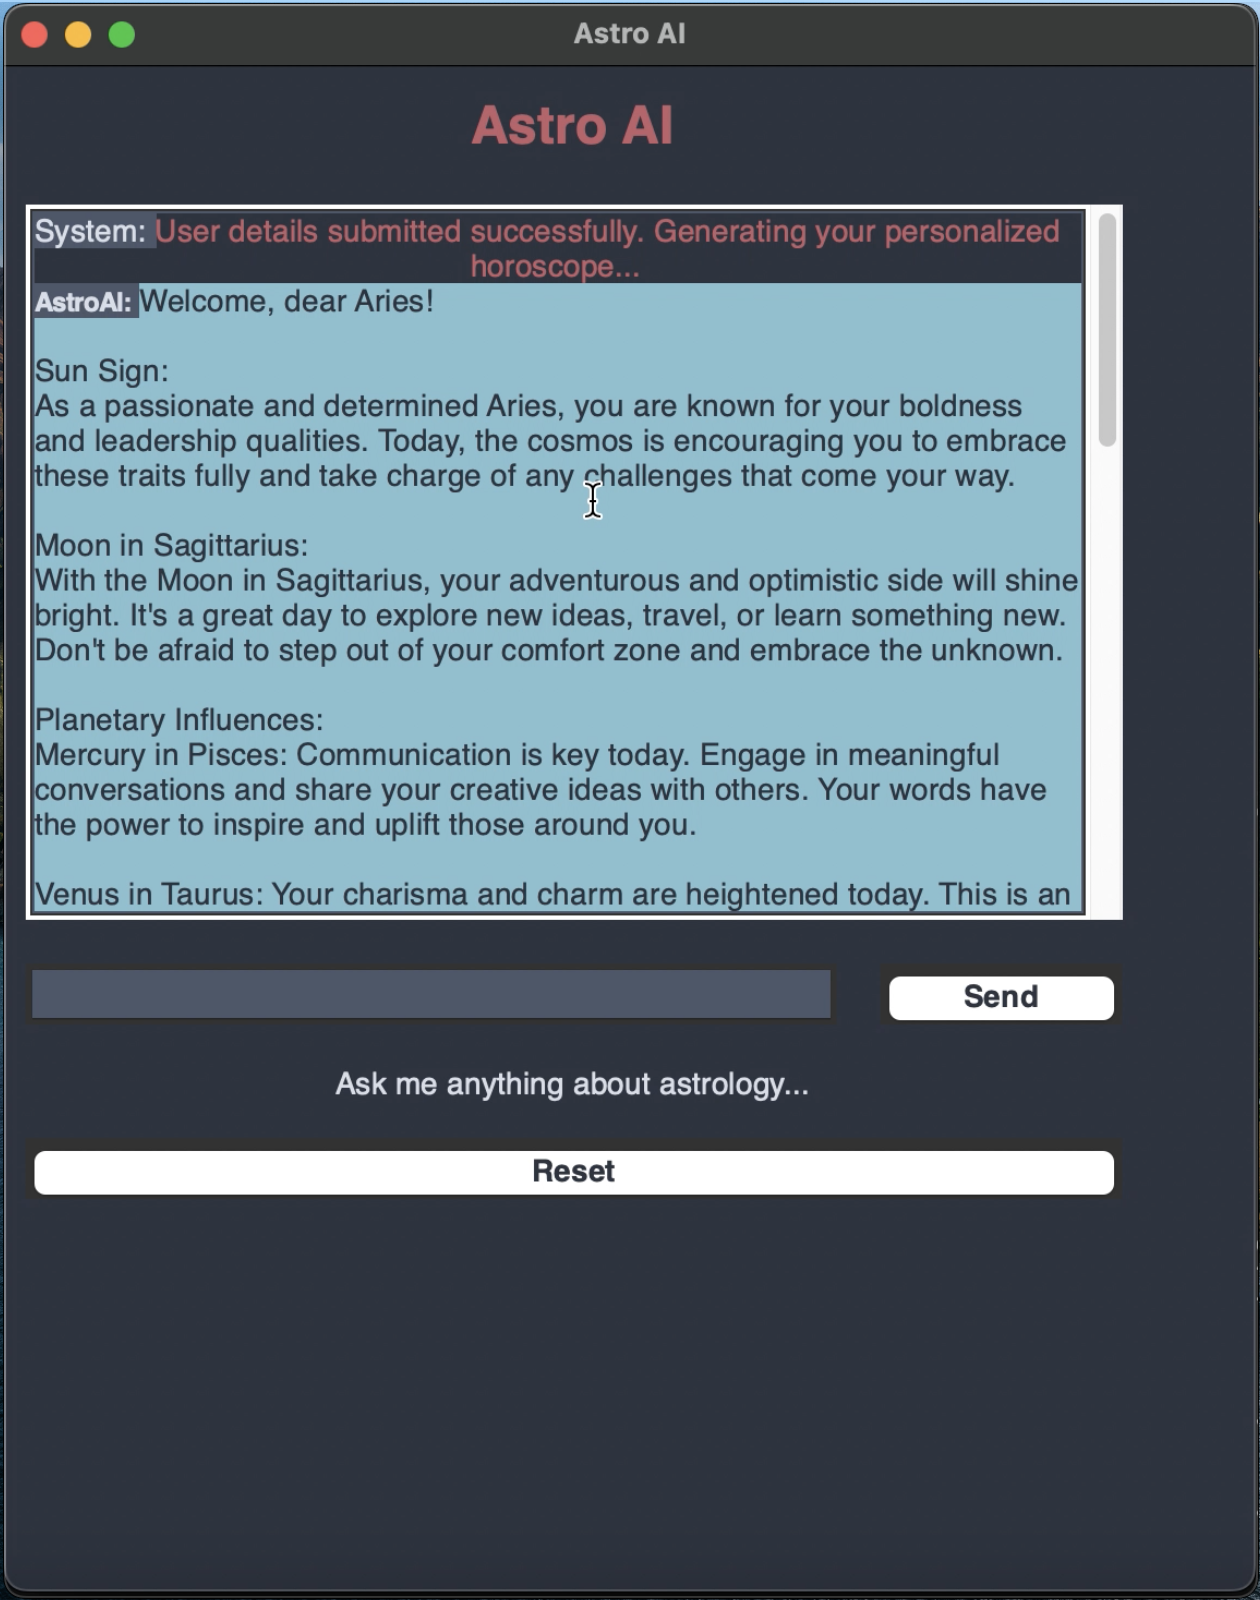 Astro AI
Astro AI
System: User details submitted successfully. Generating your personalized
horoscope...
AstroAI: Welcome, dear Aries!
Sun Sign:
As a passionate and determined Aries, you are known for your boldness
and leadership qualities. Today, the cosmos is encouraging you to embrace
these traits fully and take charge of any challenges that come your way.
Moon in Sagittarius:
With the Moon in Sagittarius, your adventurous and optimistic side will shine
bright. It's a great day to explore new ideas, travel, or learn something new.
Don't be afraid to step out of your comfort zone and embrace the unknown.
Planetary Influences:
Mercury in Pisces: Communication is key today. Engage in meaningful
conversations and share your creative ideas with others. Your words have
the power to inspire and uplift those around you.
Venus in Taurus: Your charisma and charm are heightened today. This is an
Send
Ask me anything about astrology...
Reset